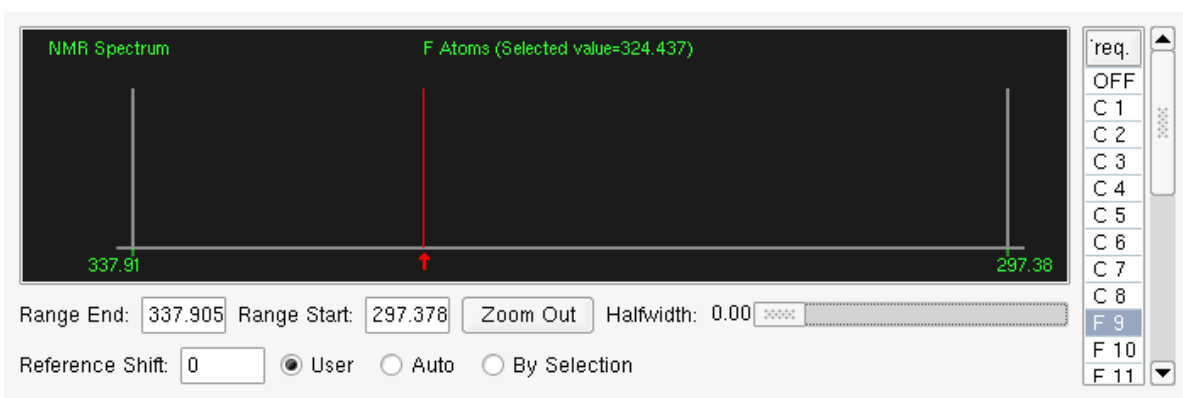 NMR Spectrum
F Atoms (Selected value=324.437)
337.91
297.38
Range End: 337.905 Range Start: 297.378 Zoom Out Halfwidth: 0.00
Reference Shift: 0 User Auto By Selection
req.
OFF
C 1
C 2
C 3
C 4
C 5
C 6
C 7
C 8
F 9
F 10
F 11